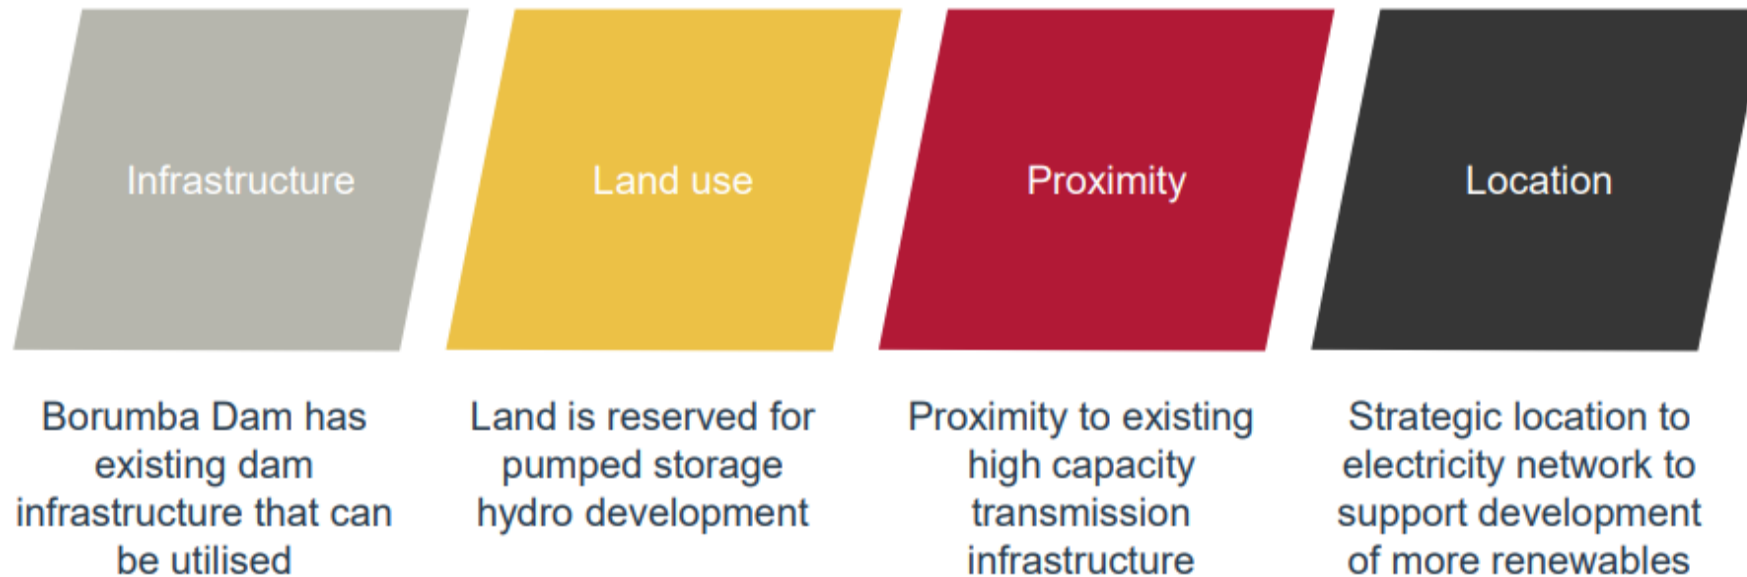 Infrastructure
Land use
Proximity
Location
Borumba Dam has
existing dam
infrastructure that can
be utilised
Land is reserved for
pumped storage
hydro development
Proximity to existing
high capacity
transmission
infrastructure
Strategic location to
electricity network to
support development
of more renewables